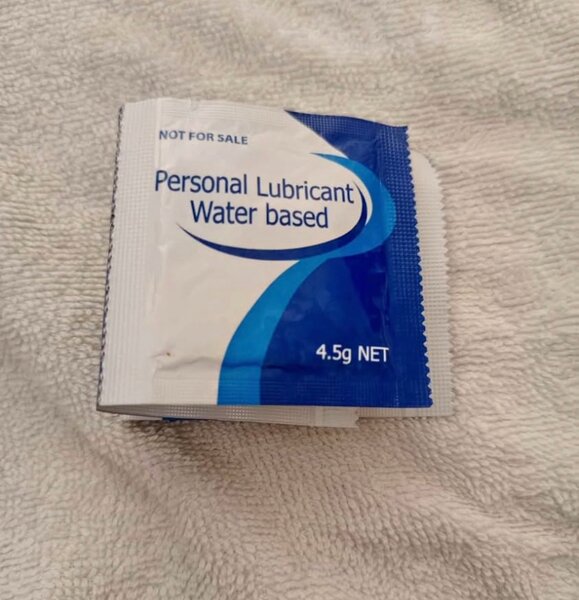 NOT FOR SALE
Personal Lubricant
Water based
4.5g NET